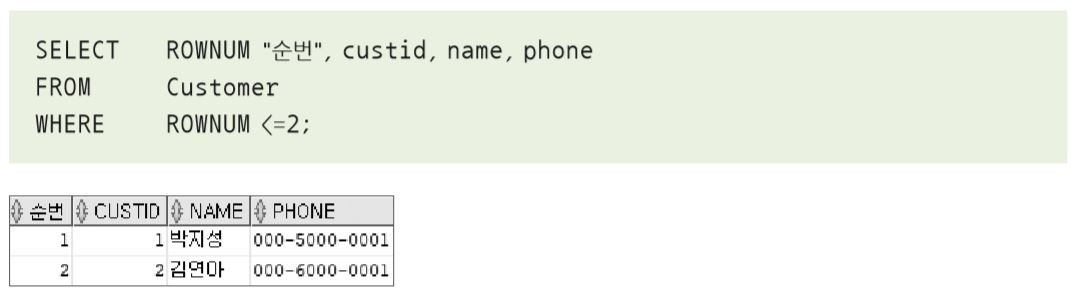 SELECT ROWNUM "순번", custid, name, phone
FROM Customer
WHERE ROWNUM <=2;
순번 CUSTID NAME PHONE
1 1 박지성 000-5000-0001
2 2 김연아 000-6000-0001